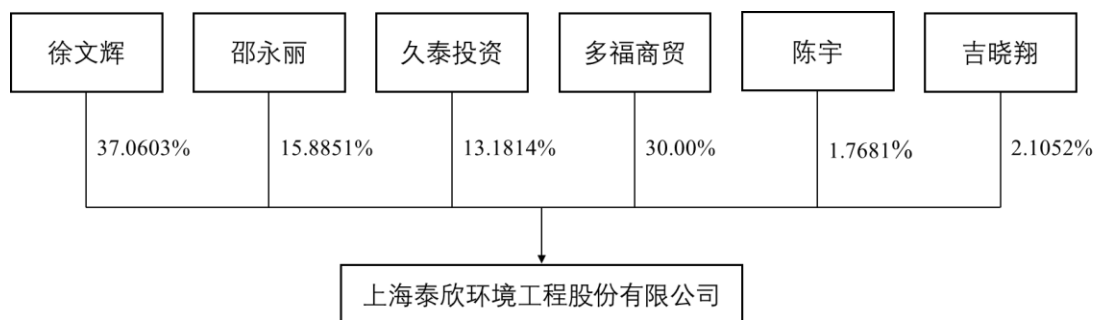 徐文辉
邵永丽
久泰投资
多福商贸
陈宇
吉晓翔
37.0603%
15.8851%
13.1814%
30.00%
1.7681%
2.1052%
上海泰欣环境工程股份有限公司